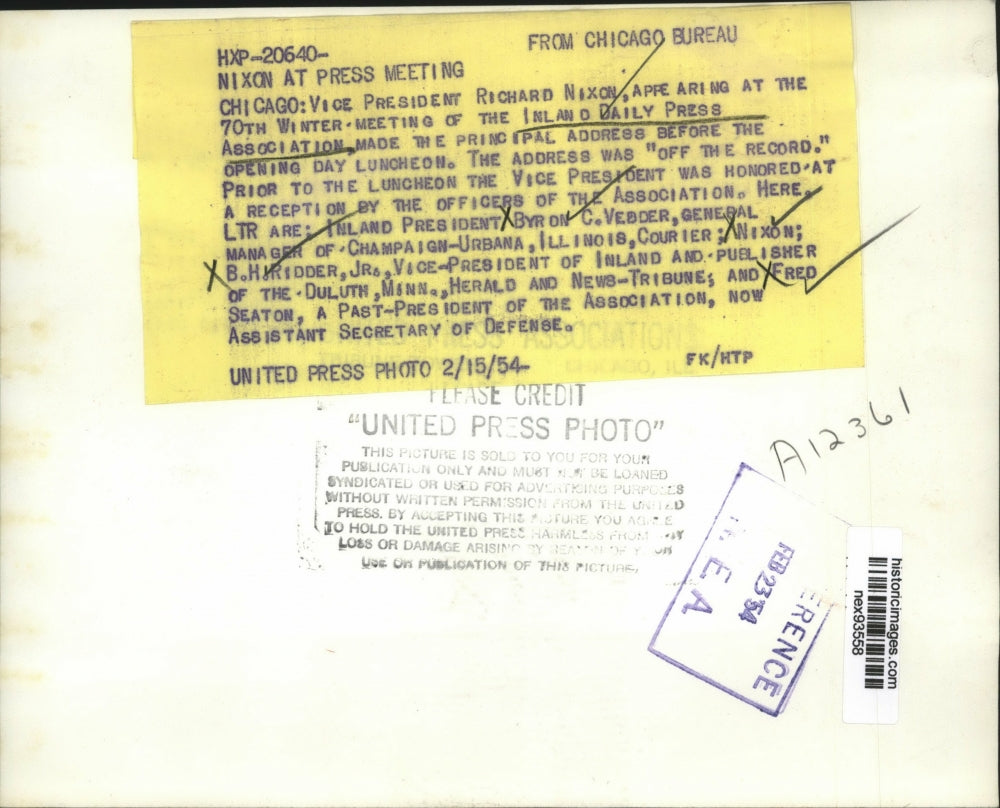 FROM CHICAGO BUREAU
HXP-20640-
NIXON AT PRESS MEETING
CHICAGO: VICE PRESIDENT RICHARD NIXON, APPEARING AT THE
70TH WINTER MEETING OF THE INLAND DAILY PRESS
ASSOCIATION, MADE THE PRINCIPAL ADDRESS BEFORE THE
OPENING DAY LUNCHEON. THE ADDRESS WAS "OFF THE RECORD."
PRIOR TO THE LUNCHEON THE VICE PRESIDENT WAS HONORED AT
A RECEPTION BY THE OFFICERS OF THE ASSOCIATION. HERE,
LTR ARE: INLAND PRESIDENT X BYRON C. VEDDER, GENERAL
MANAGER OF CHAMPAIGN-URBANA, ILLINOIS, COURIER; X NIXON;
X B.H. RIDDER, JR., VICE-PRESIDENT OF INLAND AND PUBLISHER
OF THE DULUTH, MINN., HERALD AND NEWS-TRIBUNE; AND X FRED
SEATON, A PAST-PRESIDENT OF THE ASSOCIATION, NOW
ASSISTANT SECRETARY OF DEFENSE.
PRESS ASSOCIATIONS
CHICAGO, ILL
UNITED PRESS PHOTO 2/15/54- FK/HTP
PLEASE CREDIT
"UNITED PRESS PHOTO"
THIS PICTURE IS SOLD TO YOU FOR YOUR
PUBLICATION ONLY AND MUST NOT BE LOANED
SYNDICATED OR USED FOR ADVERTISING PURPOSES
WITHOUT WRITTEN PERMISSION FROM THE UNITED
PRESS. BY ACCEPTING THIS PICTURE YOU AGREE
TO HOLD THE UNITED PRESS HARMLESS FROM ANY
LOSS OR DAMAGE ARISING BY REASON OF YOUR
USE OR PUBLICATION OF THIS PICTURE.
A12361
N.E.A
FEB 23 '54
ERENCE
historicimages.com
nex93558